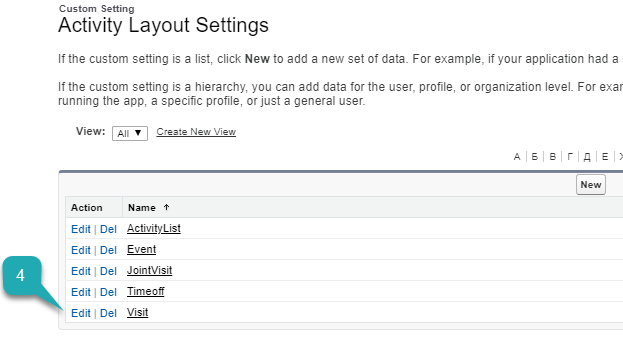 Custom Setting
Activity Layout Settings
If the custom setting is a list, click New to add a new set of data. For example, if your application had a
If the custom setting is a hierarchy, you can add data for the user, profile, or organization level. For exam
running the app, a specific profile, or just a general user.
View: All ▼ Create New View
А | Б | В | Г | Д | Е |
New
Action Name ↑
Edit | Del ActivityList
Edit | Del Event
Edit | Del JointVisit
Edit | Del Timeoff
4
Edit | Del Visit